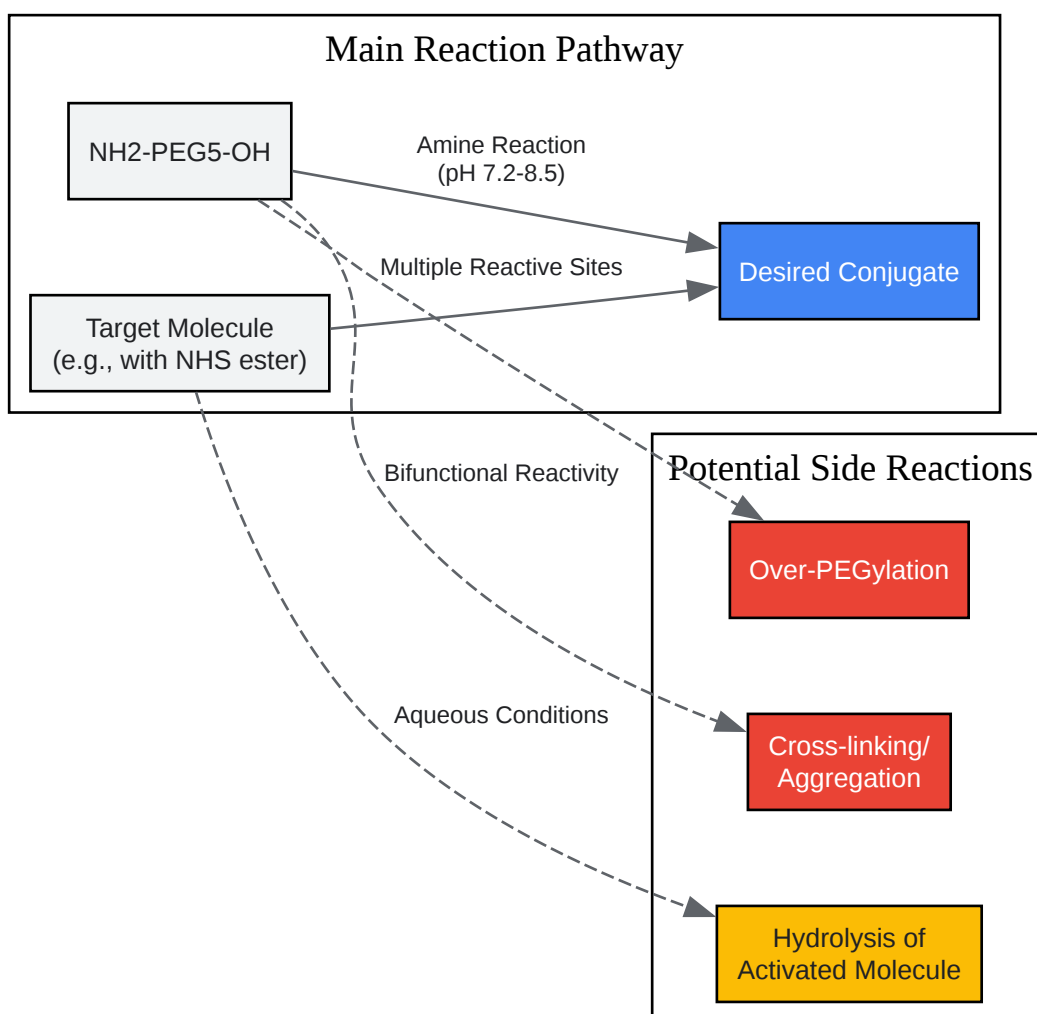 Main Reaction Pathway
NH2-PEG5-OH
Amine Reaction
(pH 7.2-8.5)
Desired Conjugate
Multiple Reactive Sites
Target Molecule
(e.g., with NHS ester)
Potential Side Reactions
Bifunctional Reactivity
Over-PEGylation
Aqueous Conditions
Cross-linking/
Aggregation
Hydrolysis of
Activated Molecule